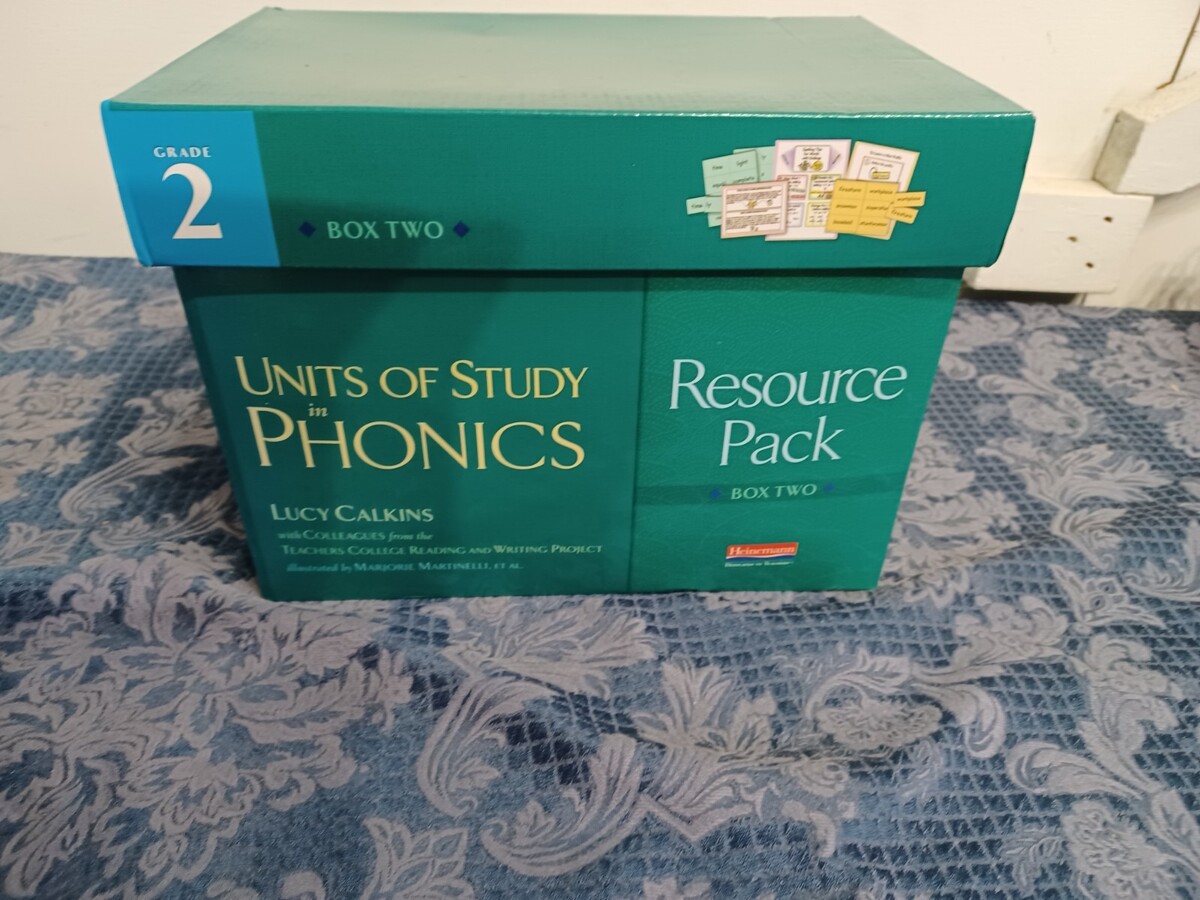 GRADE
2
BOX TWO
UNITS OF STUDY
in
PHONICS
LUCY CALKINS
with COLLEAGUES from the
TEACHERS COLLEGE READING AND WRITING PROJECT
illustrated by MARJORIE MARTINELLI, ET AL.
Resource
Pack
BOX TWO
Heinemann